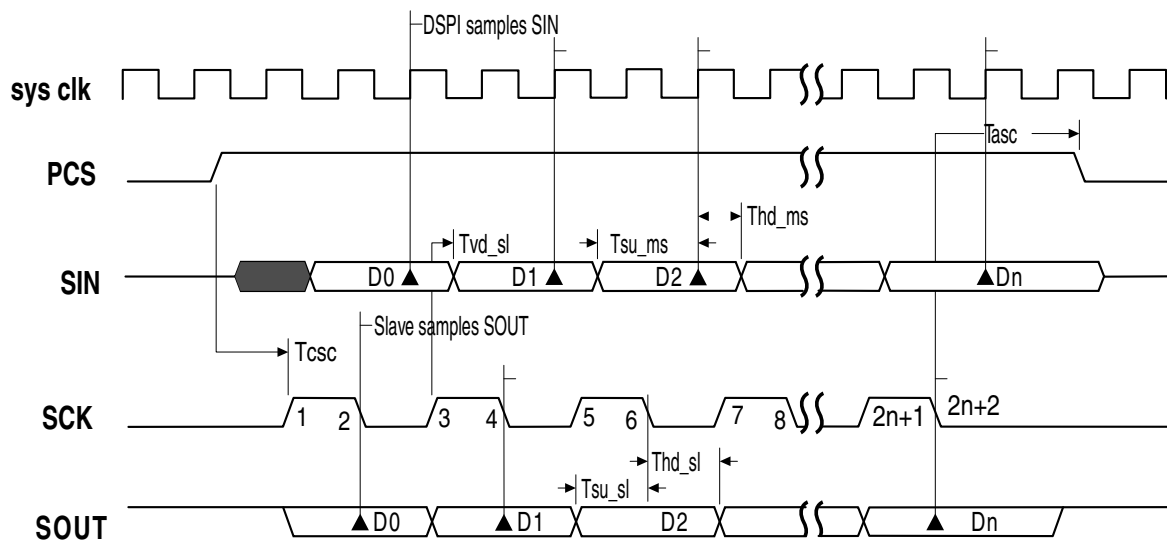 DSPI samples SIN
sys clk
Tasc
PCS
Thd_ms
Tvd_sl
Tsu_ms
SIN
D0
D1
D2
Dn
Slave samples SOUT
Tcsc
SCK
1
2
3
4
5
6
7
8
2n+1
2n+2
Thd_sl
Tsu_sl
SOUT
D0
D1
D2
Dn